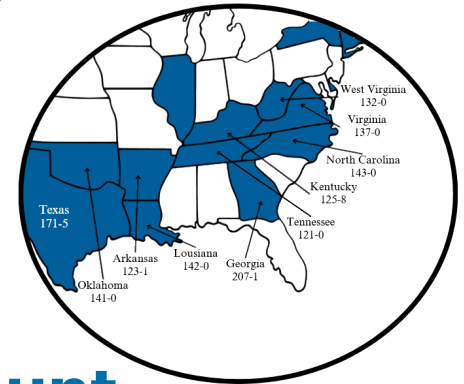 West Virginia
132-0
Virginia
137-0
North Carolina
143-0
Kentucky
125-8
Tennessee
121-0
Texas
171-5
Georgia
207-1
Lousiana
142-0
Arkansas
123-1
Oklahoma
141-0